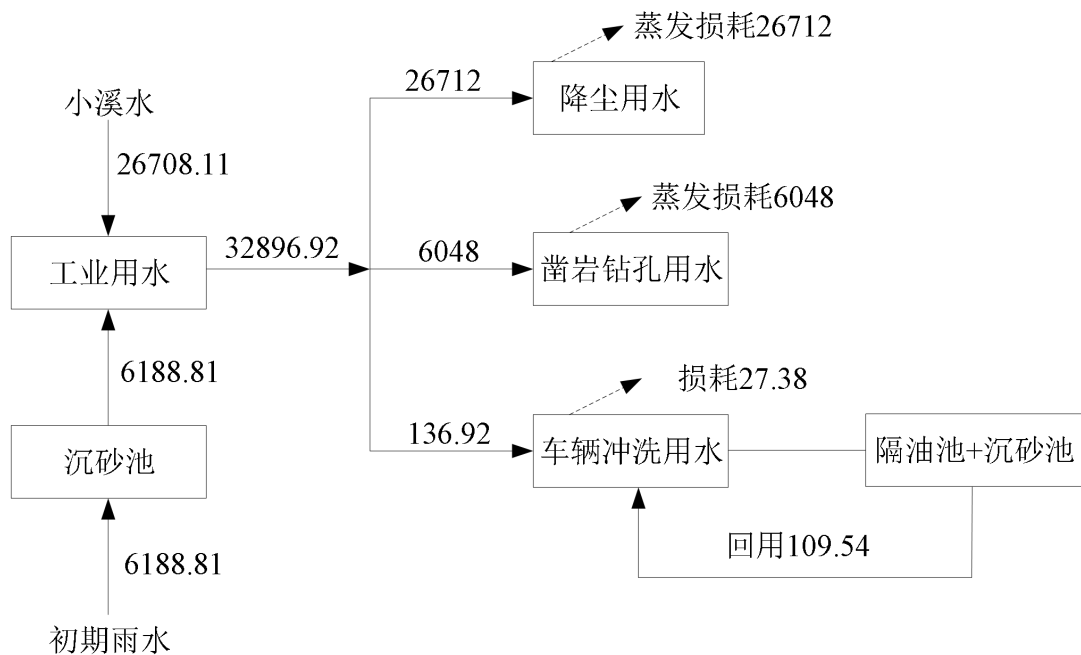 蒸发损耗26712
26712
降尘用水
小溪水
26708.11
蒸发损耗6048
32896.92
6048
工业用水
凿岩钻孔用水
6188.81
损耗27.38
136.92
沉砂池
车辆冲洗用水
隔油池+沉砂池
回用109.54
6188.81
初期雨水